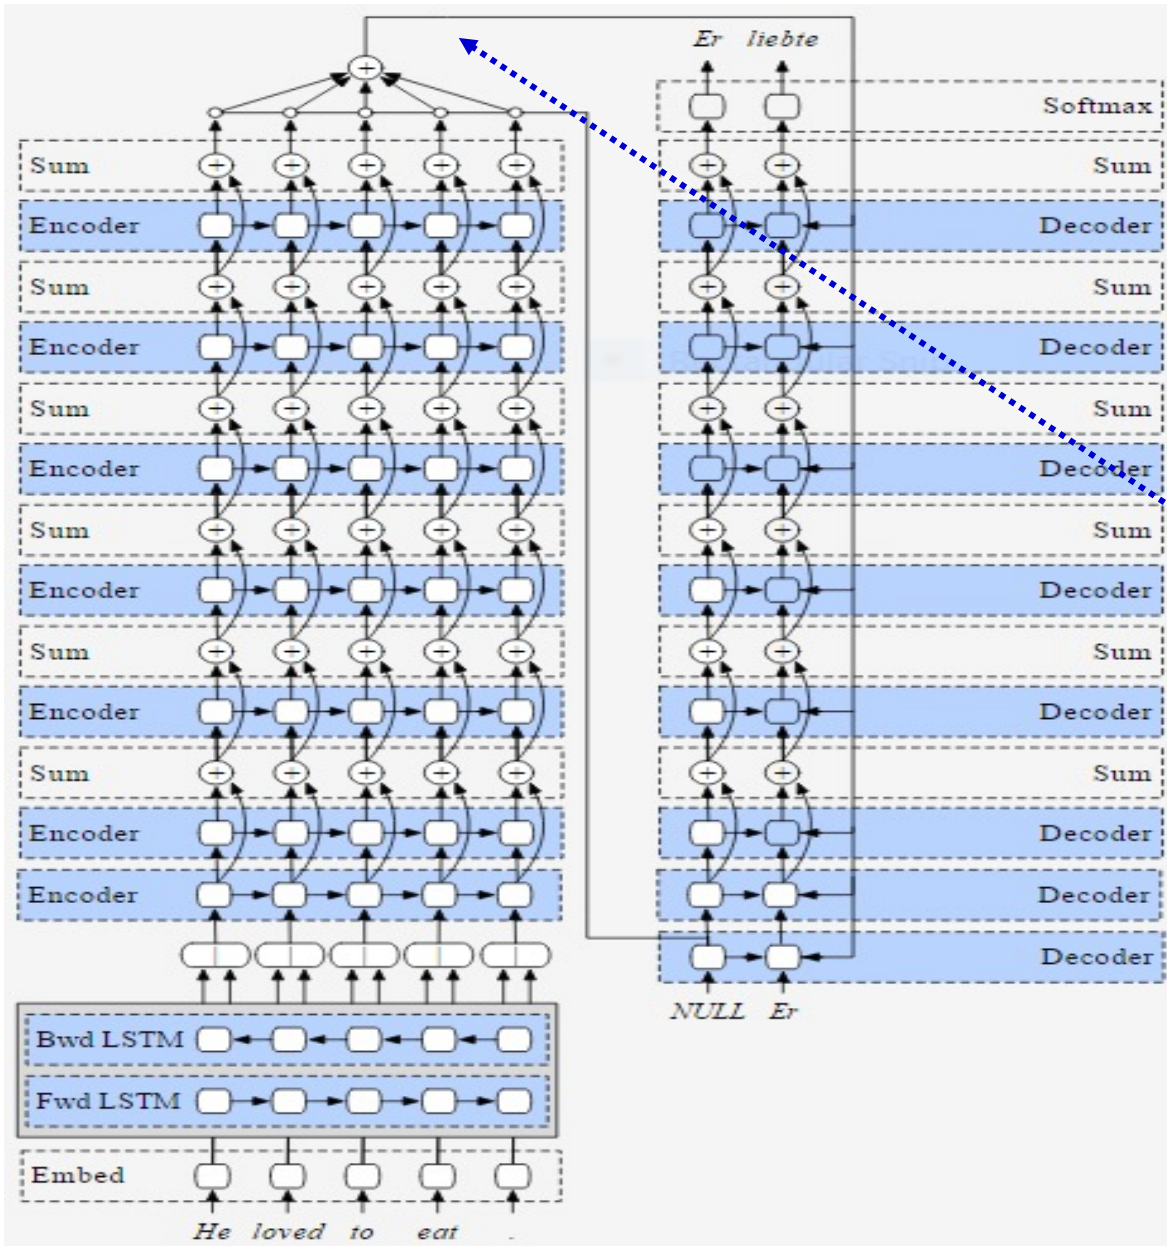 Er liebte
Softmax
Sum
Sum
Encoder
Decoder
Sum
Sum
Encoder
Decoder
Sum
Sum
Encoder
Decoder
Sum
Sum
Encoder
Decoder
Sum
Sum
Encoder
Decoder
Sum
Sum
Encoder
Decoder
Encoder
Decoder
Decoder
NULL Er
Bwd LSTM
Fwd LSTM
Embed
He loved to eat .